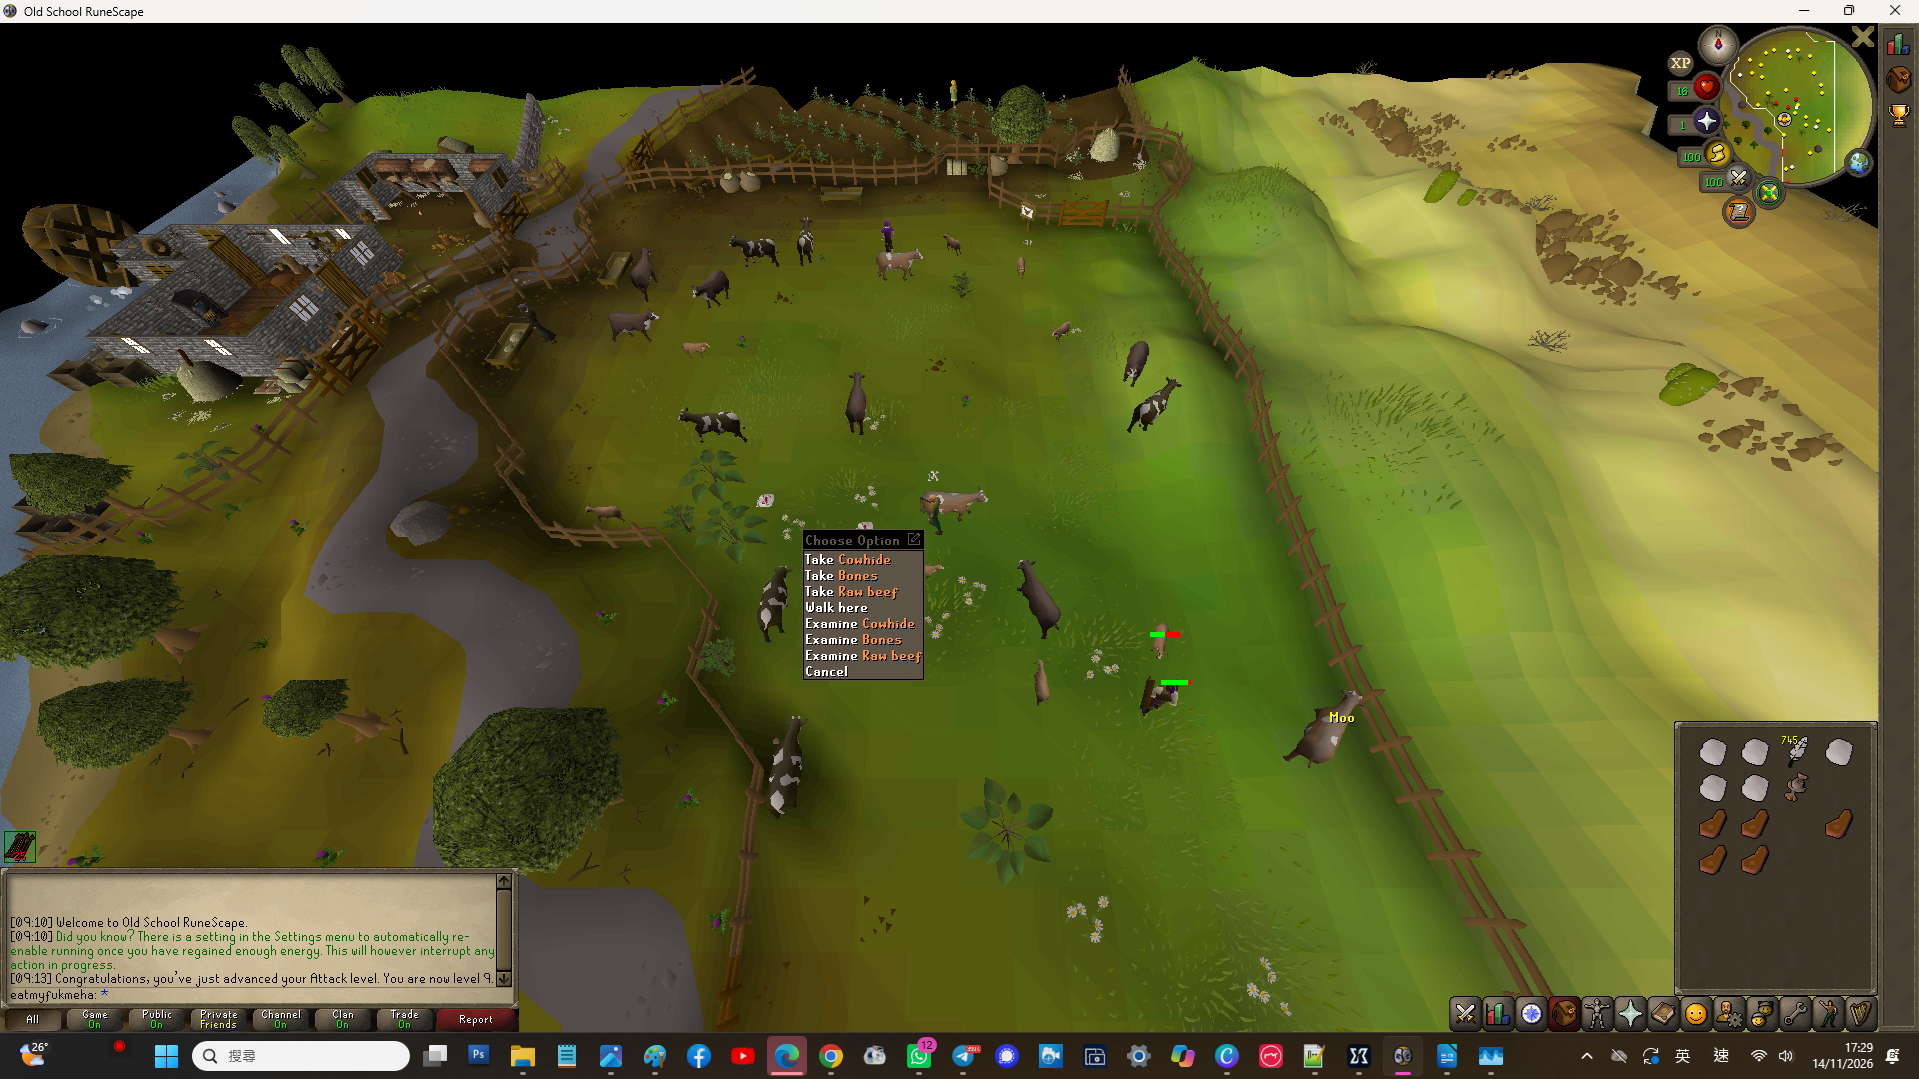 Old School RuneScape
N
XP
16
1
100
100
Choose Option
Take Cowhide
Take Bones
Take Raw beef
Walk here
Examine Cowhide
Examine Bones
Examine Raw beef
Cancel
Moo
745
[09:10] Welcome to Old School RuneScape.
[09:10] Did you know? There is a setting in the Settings menu to automatically re-
enable running once you have regained enough energy. This will however interrupt any
action in progress.
[09:13] Congratulations, you've just advanced your Attack level. You are now level 9.
eatmyfukmeha: *
All
Game
On
Public
On
Private
Friends
Channel
On
Clan
On
Trade
On
Report
26°
搜尋
Ps
12
英
速
17:29
14/11/2026